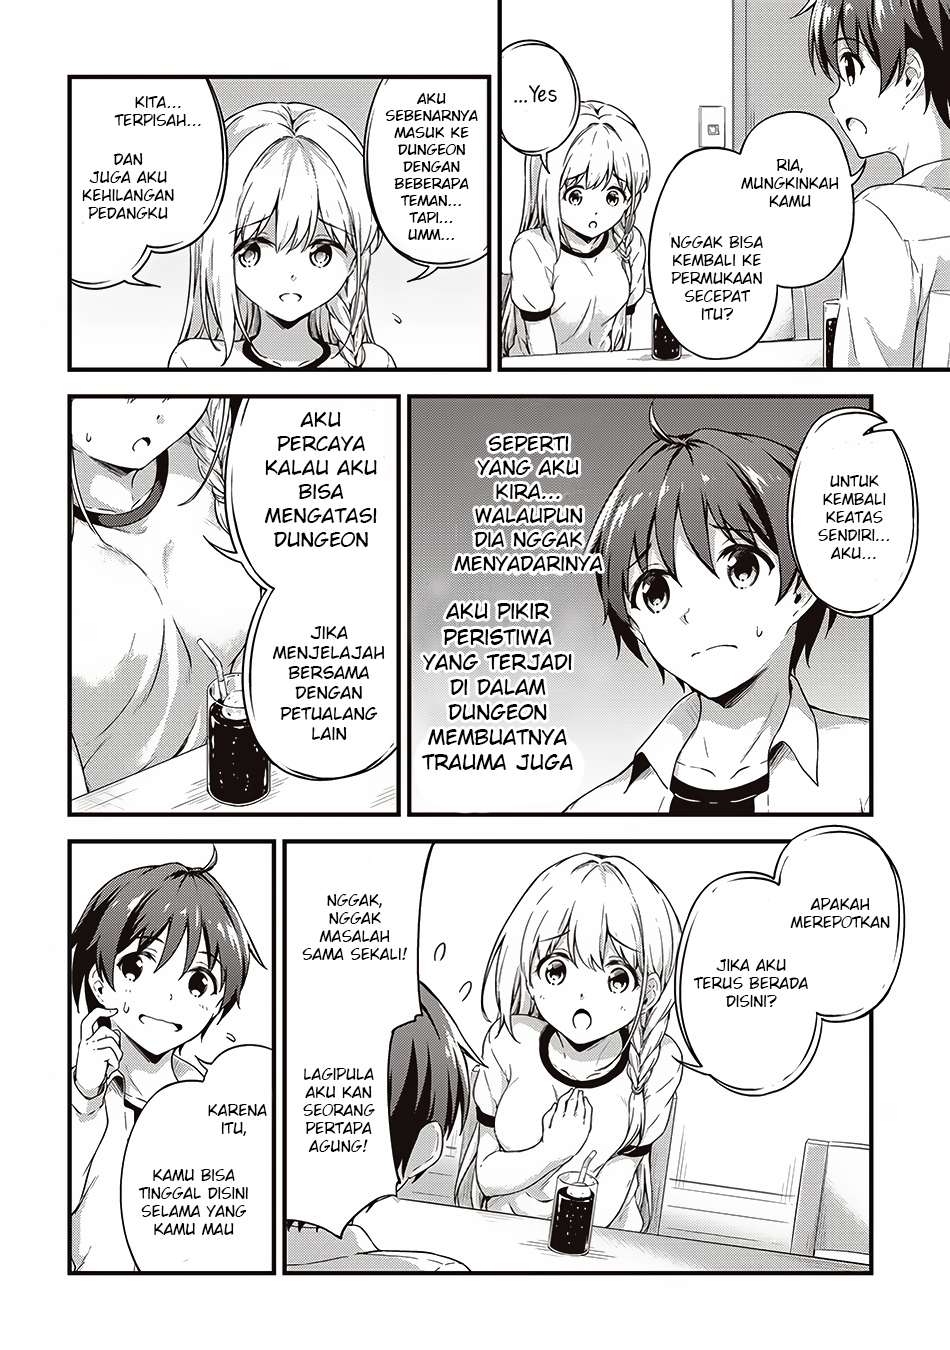 RIA,
MUNGKINKAH
KAMU
NGGAK BISA
KEMBALI KE
PERMUKAAN
SECEPAT
ITU?
...Yes
AKU
SEBENARNYA
MASUK KE
DUNGEON
DENGAN
BEBERAPA
TEMAN...
TAPI...
UMM...
KITA...
TERPISAH...
DAN
JUGA AKU
KEHILANGAN
PEDANGKU
UNTUK
KEMBALI
KEATAS
SENDIRI...
AKU...
SEPERTI
YANG AKU
KIRA...
WALAUPUN
DIA NGGAK
MENYADARINYA
AKU PIKIR
PERISTIWA
YANG TERJADI
DI DALAM
DUNGEON
MEMBUATNYA
TRAUMA JUGA
AKU
PERCAYA
KALAU AKU
BISA
MENGATASI
DUNGEON
JIKA
MENJELAJAH
BERSAMA
DENGAN
PETUALANG
LAIN
APAKAH
MEREPOTKAN
JIKA AKU
TERUS BERADA
DISINI?
NGGAK,
NGGAK
MASALAH
SAMA SEKALI!
LAGIPULA
AKU KAN
SEORANG
PERTAPA
AGUNG!
KARENA
ITU,
KAMU BISA
TINGGAL DISINI
SELAMA YANG
KAMU MAU